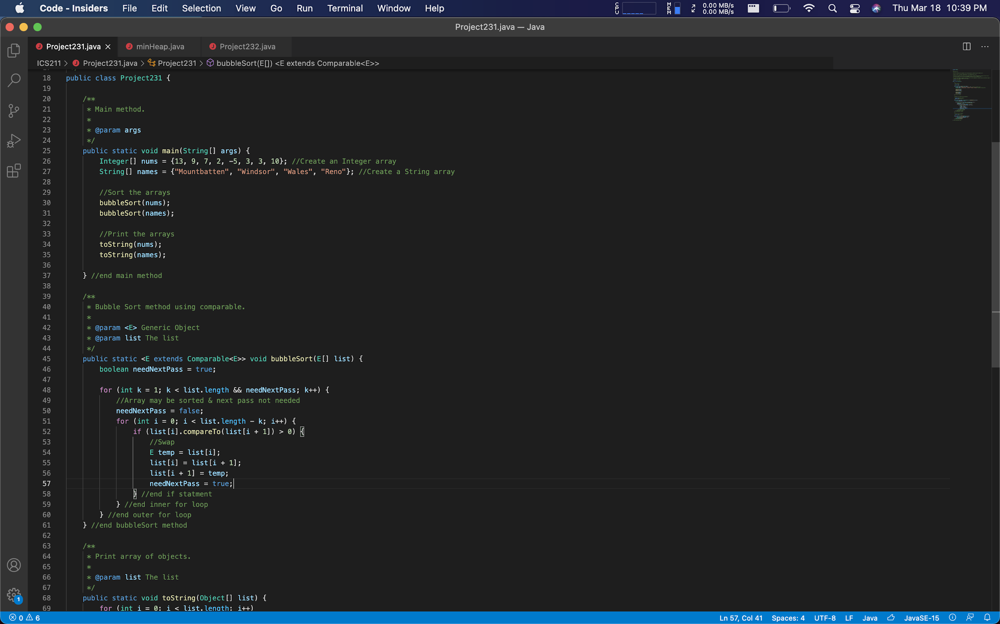 Code - Insiders File Edit Selection View Go Run Terminal Window Help CPU MEM 0.00 MB/s 0.00 MB/s Thu Mar 18 10:39 PM
Project231.java — Java
Project231.java minHeap.java Project232.java
ICS211 > Project231.java > Project231 > bubbleSort(E[]) <E extends Comparable<E>>
18 public class Project231 {
19
20 /**
21 * Main method.
22 *
23 * @param args
24 */
25 public static void main(String[] args) {
26 Integer[] nums = {13, 9, 7, 2, -5, 3, 3, 10}; //Create an Integer array
27 String[] names = {"Mountbatten", "Windsor", "Wales", "Reno"}; //Create a String array
28
29 //Sort the arrays
30 bubbleSort(nums);
31 bubbleSort(names);
32
33 //Print the arrays
34 toString(nums);
35 toString(names);
36
37 } //end main method
38
39 /**
40 * Bubble Sort method using comparable.
41 *
42 * @param <E> Generic Object
43 * @param list The list
44 */
45 public static <E extends Comparable<E>> void bubbleSort(E[] list) {
46 boolean needNextPass = true;
47
48 for (int k = 1; k < list.length && needNextPass; k++) {
49 //Array may be sorted & next pass not needed
50 needNextPass = false;
51 for (int i = 0; i < list.length - k; i++) {
52 if (list[i].compareTo(list[i + 1]) > 0) {
53 //Swap
54 E temp = list[i];
55 list[i] = list[i + 1];
56 list[i + 1] = temp;
57 needNextPass = true;
58 } //end if statment
59 } //end inner for loop
60 } //end outer for loop
61 } //end bubbleSort method
62
63 /**
64 * Print array of objects.
65 *
66 * @param list The list
67 */
68 public static void toString(Object[] list) {
69 for (int i = 0; i < list.length; i++)
1
0 6 Ln 57, Col 41 Spaces: 4 UTF-8 LF Java JavaSE-15